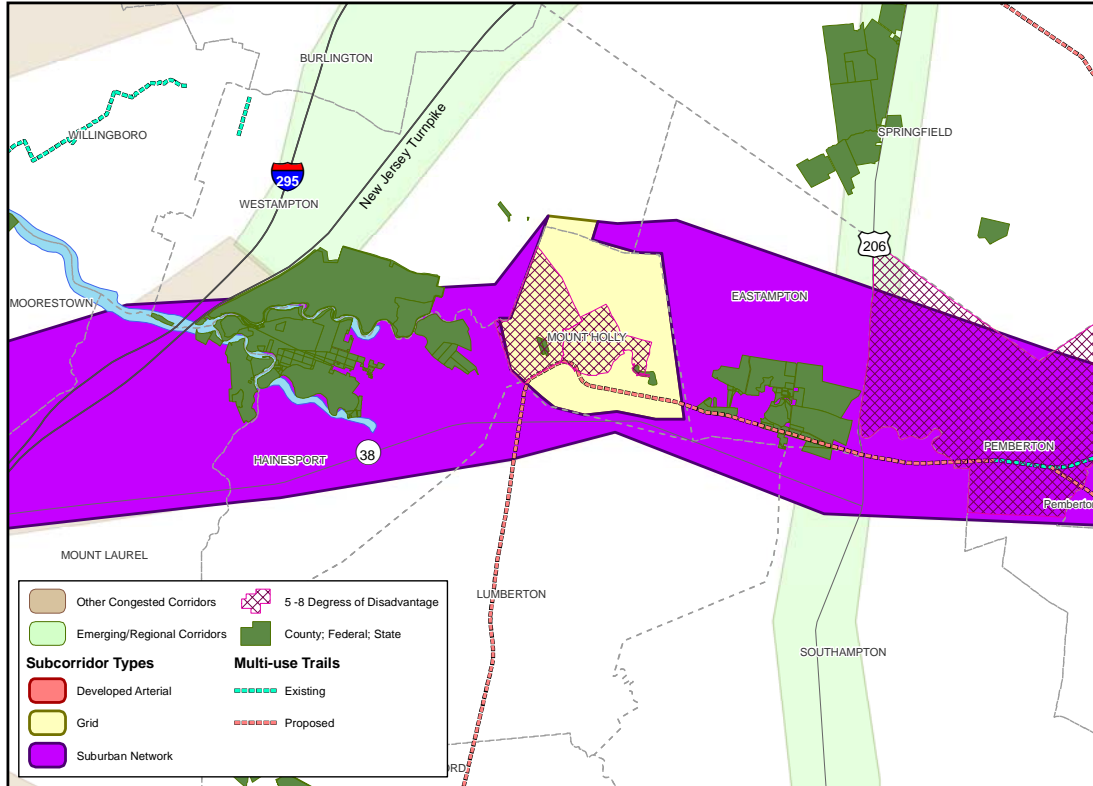 BURLINGTON
New Jersey Turnpike
WILLINGBORO
SPRINGFIELD
295
WESTAMPTON
206
MOORESTOWN
EASTAMPTON
MOUNT HOLLY
HAINESPORT
38
PEMBERTON
Pemberton
MOUNT LAUREL
LUMBERTON
SOUTHAMPTON
ORD
Other Congested Corridors
5 -8 Degress of Disadvantage
Emerging/Regional Corridors
County; Federal; State
Subcorridor Types
Multi-use Trails
Developed Arterial
Existing
Grid
Proposed
Suburban Network